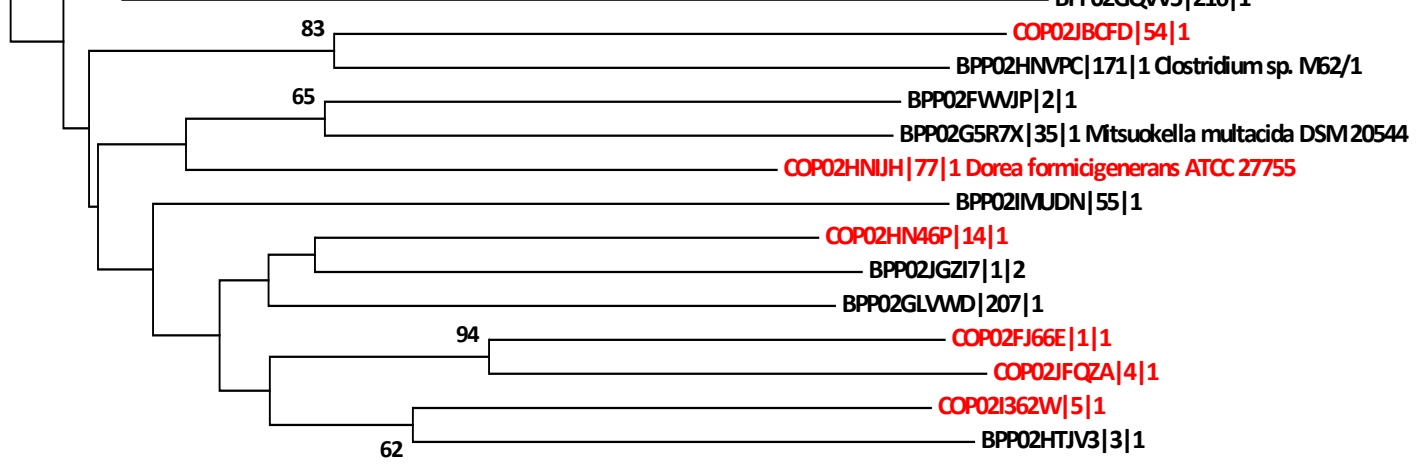 83
COP02JBCFD|54|1
BPP02HNVPC|171|1 Clostridium sp. M62/1
65
BPP02FWVJP|2|1
BPP02G5R7X|35|1 Mitsuokella multacida DSM 20544
COP02HNIJH|77|1 Dorea formicigenerans ATCC 27755
BPP02IMUDN|55|1
COP02HN46P|14|1
BPP02JGZI7|1|2
BPP02GLVWD|207|1
94
COP02FJ66E|1|1
COP02JFQZA|4|1
COP02I362W|5|1
BPP02HTJV3|3|1
62